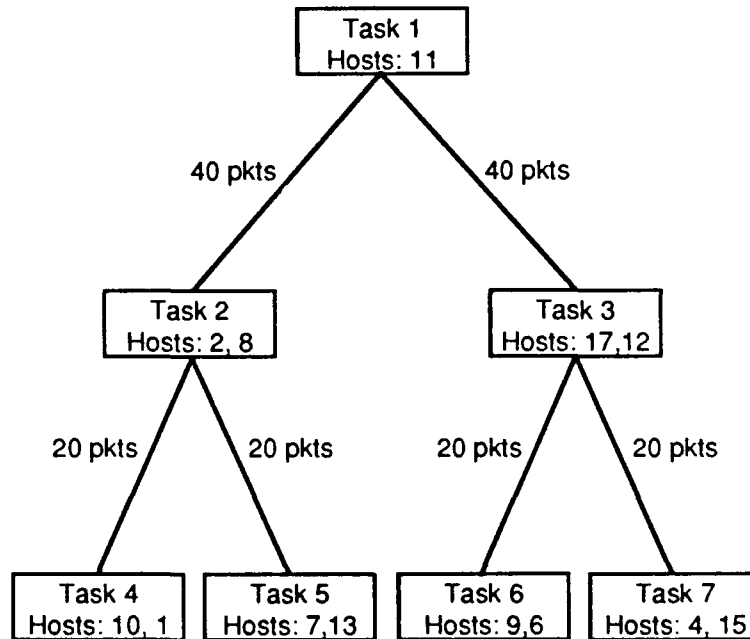 Task 1
Hosts: 11
40 pkts
40 pkts
Task 2
Hosts: 2, 8
Task 3
Hosts: 17,12
20 pkts
20 pkts
20 pkts
20 pkts
Task 4
Hosts: 10, 1
Task 5
Hosts: 7,13
Task 6
Hosts: 9,6
Task 7
Hosts: 4, 15